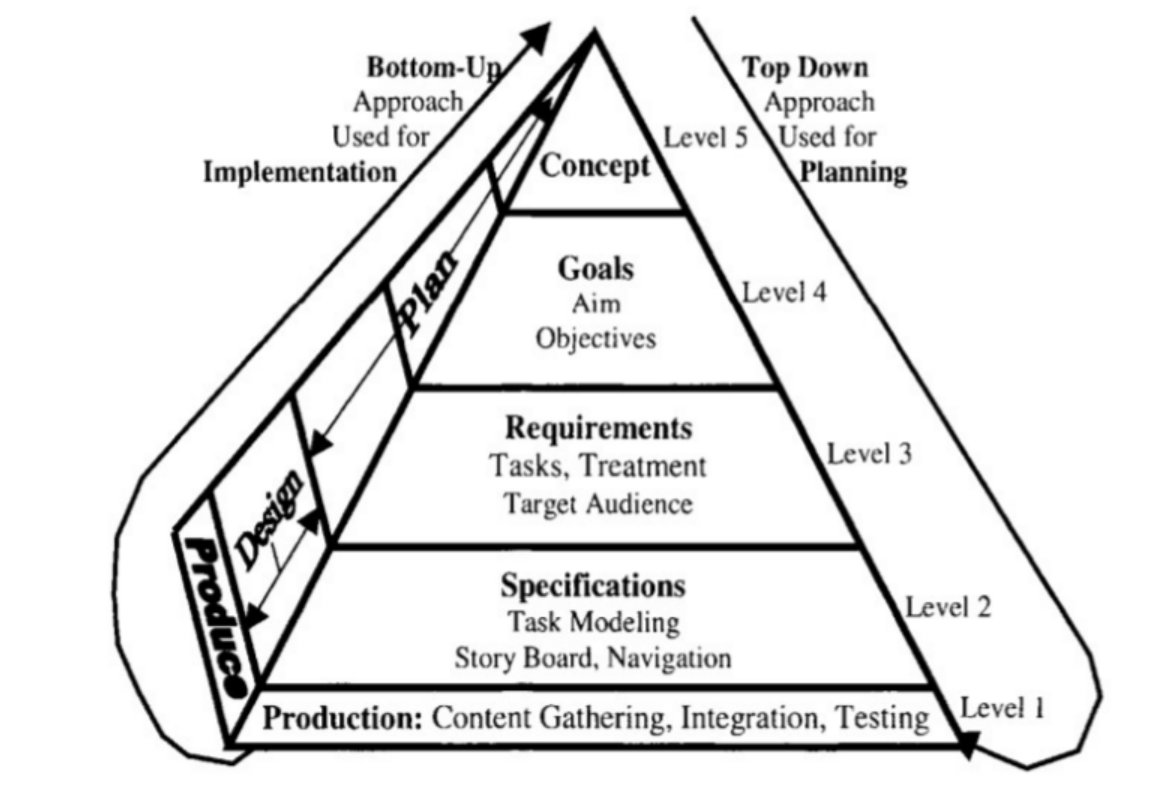 Bottom-Up
Approach
Used for
Implementation
Top Down
Approach
Used for
Planning
Concept
Level 5
Goals
Aim
Objectives
Level 4
Plan
Requirements
Tasks, Treatment
Target Audience
Level 3
Design
Specifications
Task Modeling
Story Board, Navigation
Level 2
Produce
Production: Content Gathering, Integration, Testing
Level 1